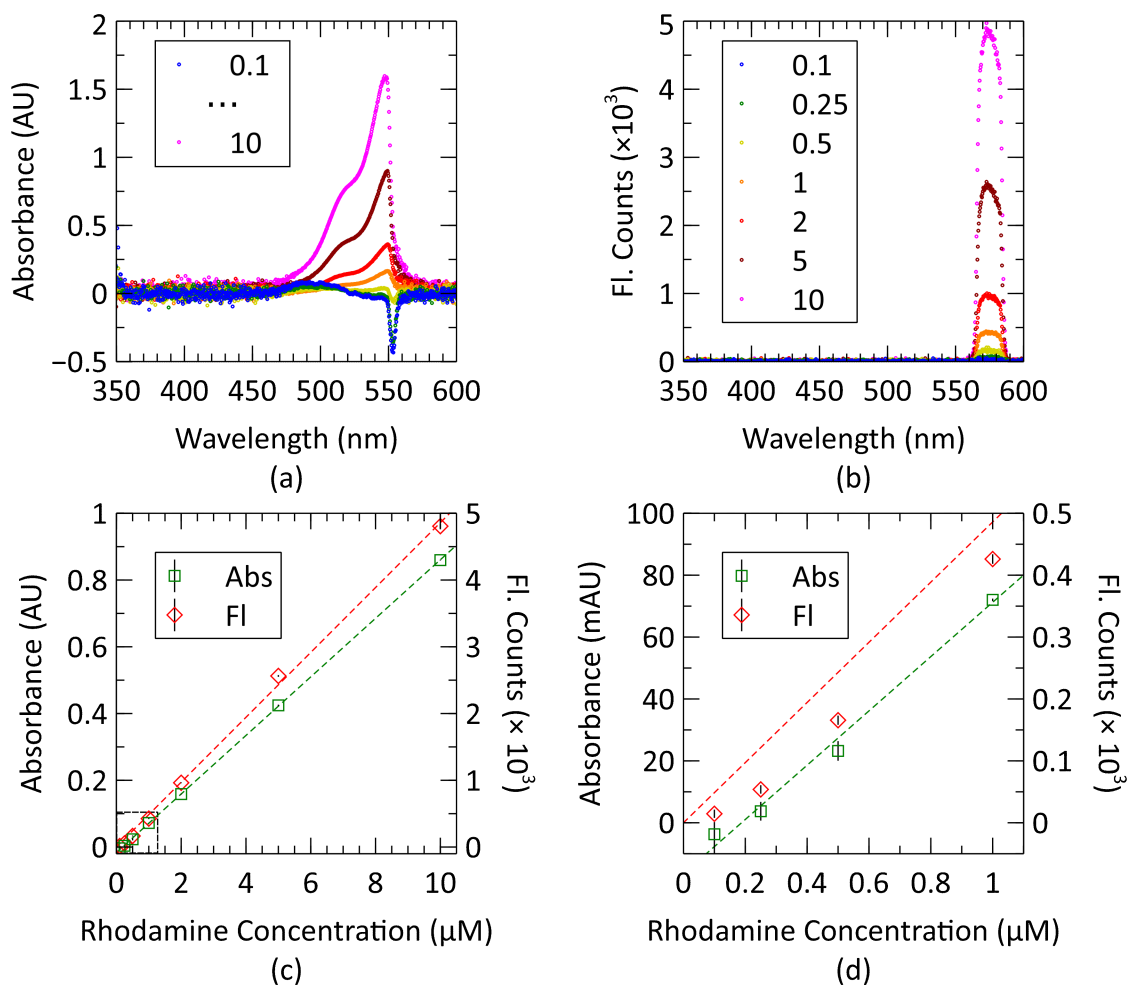 2
1.5
1
0.5
0
−0.5
Absorbance (AU)
0.1
...
10
350 400 450 500 550 600
Wavelength (nm)
(a)
5
4
3
2
1
0
Fl. Counts (×10³)
0.1
0.25
0.5
1
2
5
10
350 400 450 500 550 600
Wavelength (nm)
(b)
1
0.8
0.6
0.4
0.2
0
Absorbance (AU)
Abs
Fl
5
4
3
2
1
0
Fl. Counts (× 10³)
0 2 4 6 8 10
Rhodamine Concentration (µM)
(c)
100
80
60
40
20
0
Absorbance (mAU)
Abs
Fl
0.5
0.4
0.3
0.2
0.1
0
Fl. Counts (× 10³)
0 0.2 0.4 0.6 0.8 1
Rhodamine Concentration (µM)
(d)